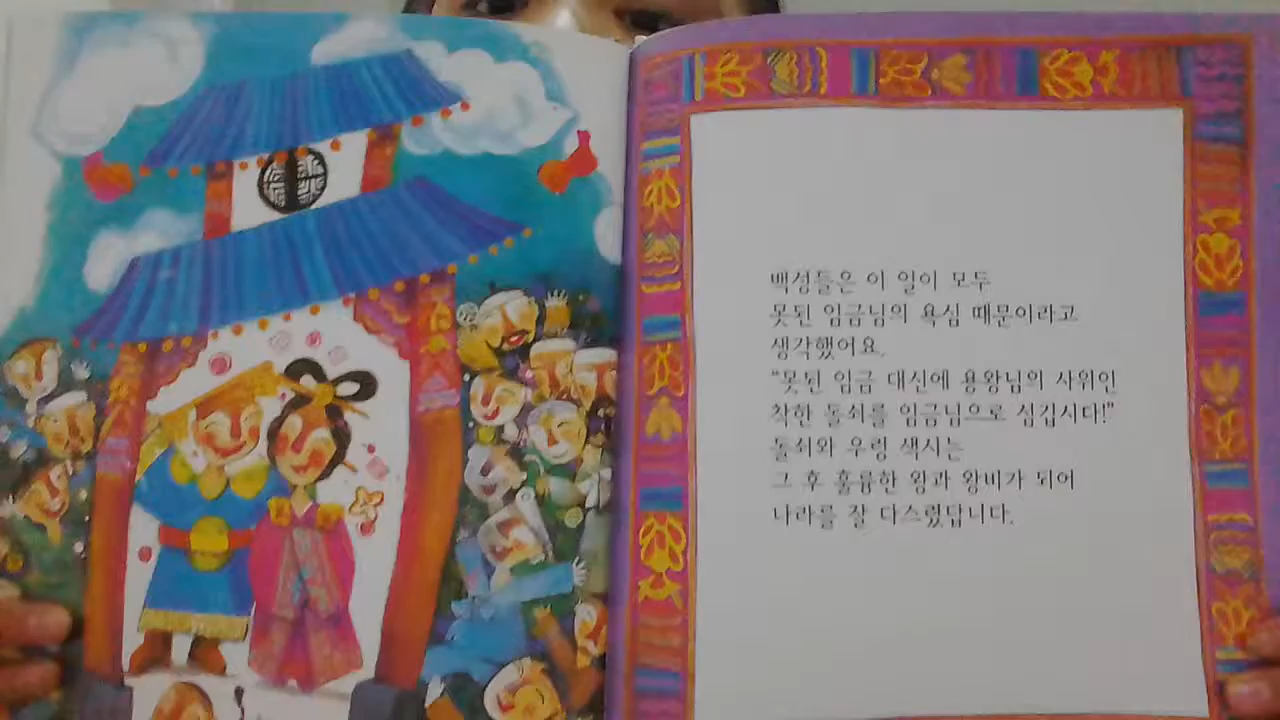 백성들은 이 일이 모두
못된 임금님의 욕심 때문이라고
생각했어요.
“못된 임금 대신에 용왕님의 사위인
착한 돌쇠를 임금님으로 섬깁시다!”
돌쇠와 우렁 색시는
그 후 훌륭한 왕과 왕비가 되어
나라를 잘 다스렸답니다.